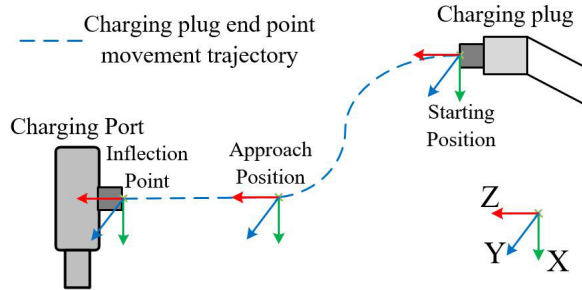 Charging plug end point
movement trajectory
Charging plug
Starting
Position
Charging Port
Inflection
Point
Approach
Position
Z
Y
X